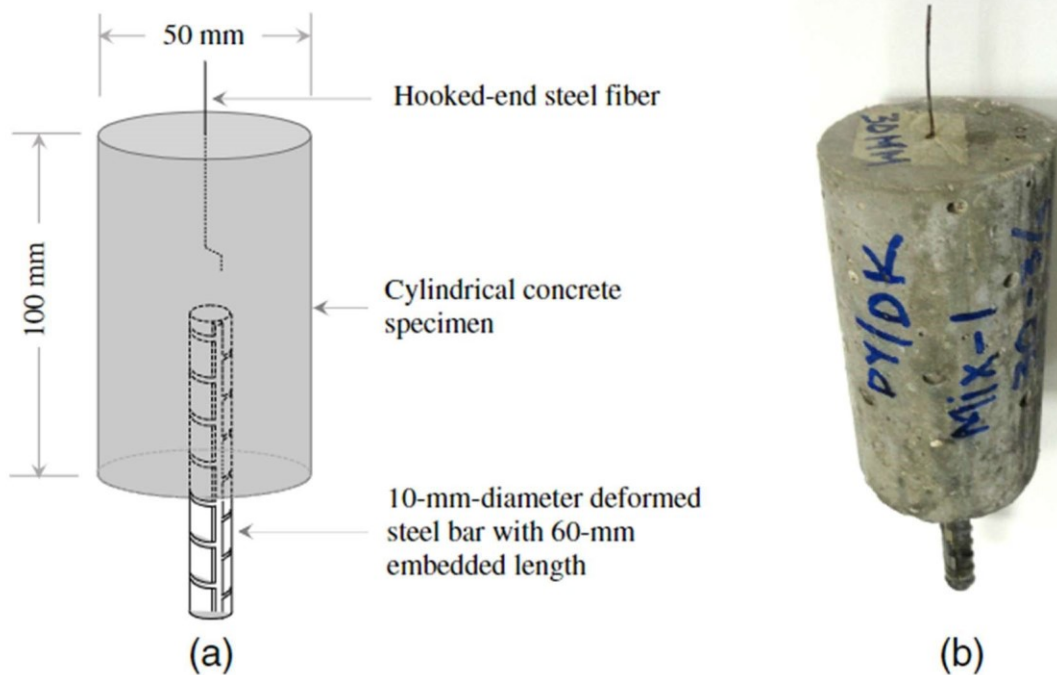 50 mm
Hooked-end steel fiber
100 mm
Cylindrical concrete
specimen
10-mm-diameter deformed
steel bar with 60-mm
embedded length
(a)
30MM
PY/DK
Mix-1
(b)